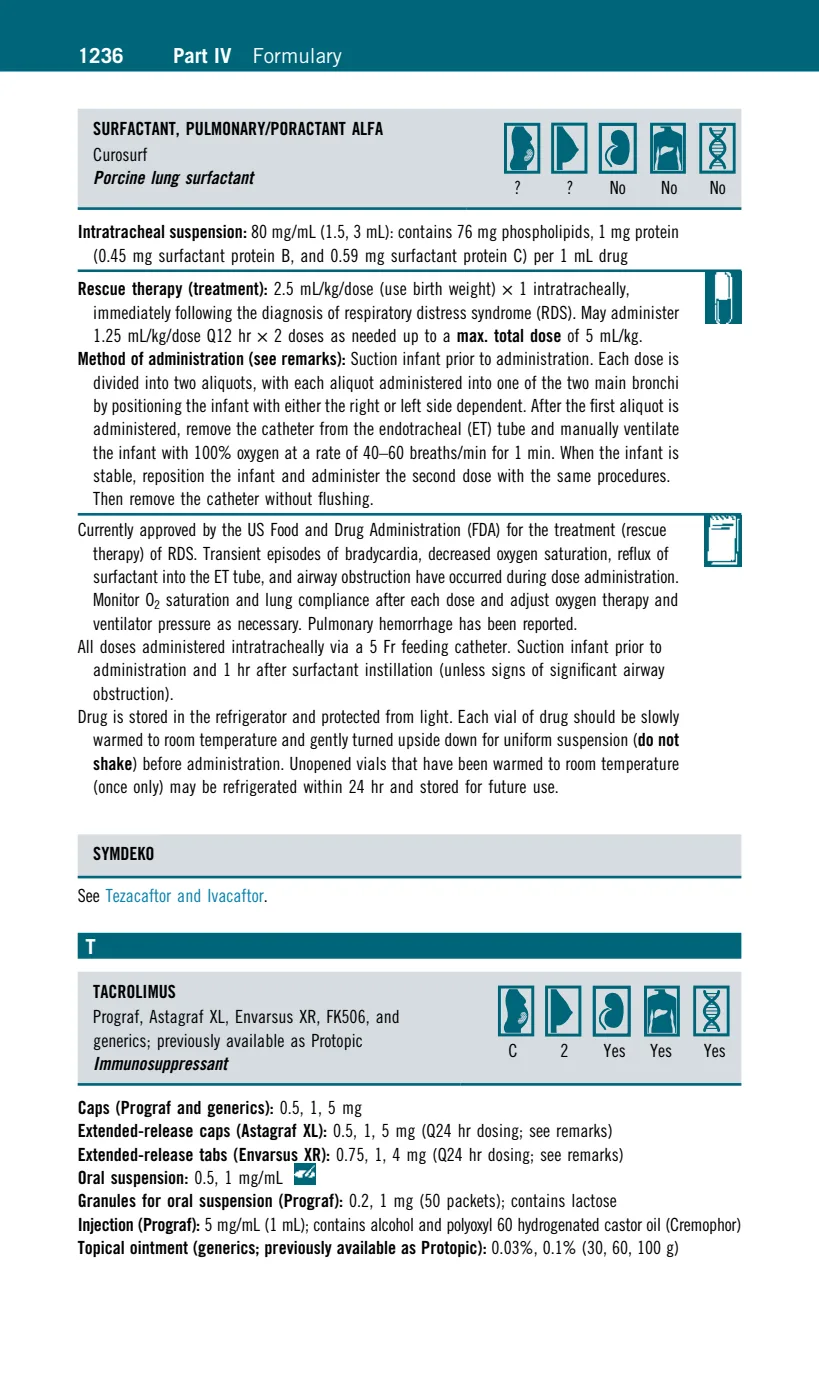 1236 Part IV Formulary
SURFACTANT, PULMONARY/PORACTANT ALFA
Curosurf
Porcine lung surfactant
? ? No No No
Intratracheal suspension: 80 mg/mL (1.5, 3 mL): contains 76 mg phospholipids, 1 mg protein
(0.45 mg surfactant protein B, and 0.59 mg surfactant protein C) per 1 mL drug
Rescue therapy (treatment): 2.5 mL/kg/dose (use birth weight) × 1 intratracheally,
immediately following the diagnosis of respiratory distress syndrome (RDS). May administer
1.25 mL/kg/dose Q12 hr × 2 doses as needed up to a max. total dose of 5 mL/kg.
Method of administration (see remarks): Suction infant prior to administration. Each dose is
divided into two aliquots, with each aliquot administered into one of the two main bronchi
by positioning the infant with either the right or left side dependent. After the first aliquot is
administered, remove the catheter from the endotracheal (ET) tube and manually ventilate
the infant with 100% oxygen at a rate of 40–60 breaths/min for 1 min. When the infant is
stable, reposition the infant and administer the second dose with the same procedures.
Then remove the catheter without flushing.
Currently approved by the US Food and Drug Administration (FDA) for the treatment (rescue
therapy) of RDS. Transient episodes of bradycardia, decreased oxygen saturation, reflux of
surfactant into the ET tube, and airway obstruction have occurred during dose administration.
Monitor O2 saturation and lung compliance after each dose and adjust oxygen therapy and
ventilator pressure as necessary. Pulmonary hemorrhage has been reported.
All doses administered intratracheally via a 5 Fr feeding catheter. Suction infant prior to
administration and 1 hr after surfactant instillation (unless signs of significant airway
obstruction).
Drug is stored in the refrigerator and protected from light. Each vial of drug should be slowly
warmed to room temperature and gently turned upside down for uniform suspension (do not
shake) before administration. Unopened vials that have been warmed to room temperature
(once only) may be refrigerated within 24 hr and stored for future use.
SYMDEKO
See Tezacaftor and Ivacaftor.
T
TACROLIMUS
Prograf, Astagraf XL, Envarsus XR, FK506, and
generics; previously available as Protopic
Immunosuppressant
C 2 Yes Yes Yes
Caps (Prograf and generics): 0.5, 1, 5 mg
Extended-release caps (Astagraf XL): 0.5, 1, 5 mg (Q24 hr dosing; see remarks)
Extended-release tabs (Envarsus XR): 0.75, 1, 4 mg (Q24 hr dosing; see remarks)
Oral suspension: 0.5, 1 mg/mL
Granules for oral suspension (Prograf): 0.2, 1 mg (50 packets); contains lactose
Injection (Prograf): 5 mg/mL (1 mL); contains alcohol and polyoxyl 60 hydrogenated castor oil (Cremophor)
Topical ointment (generics; previously available as Protopic): 0.03%, 0.1% (30, 60, 100 g)